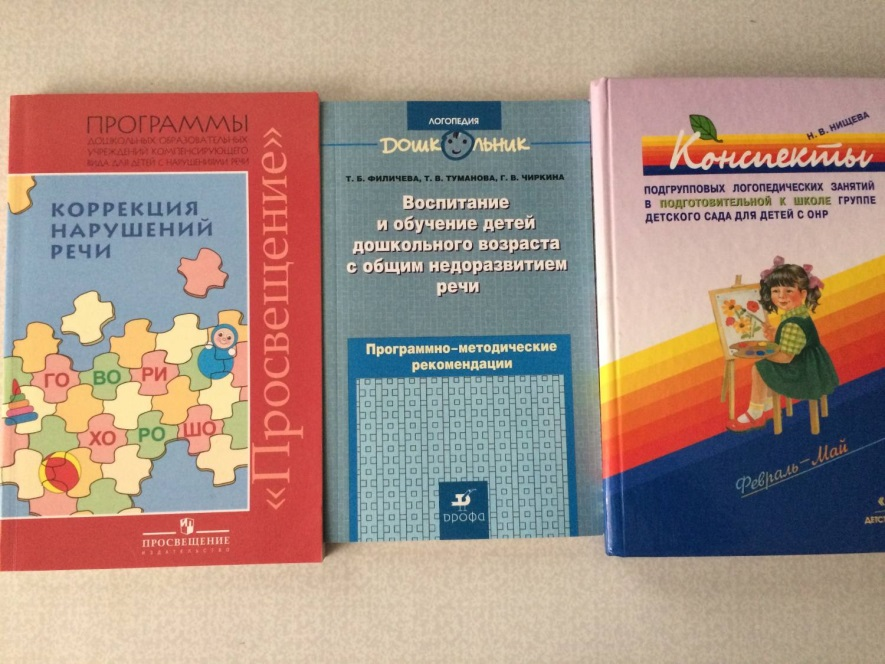 ПРОГРАММЫ
ДОШКОЛЬНЫХ ОБРАЗОВАТЕЛЬНЫХ
УЧРЕЖДЕНИЙ КОМПЕНСИРУЮЩЕГО
ВИДА ДЛЯ ДЕТЕЙ С НАРУШЕНИЯМИ РЕЧИ
КОРРЕКЦИЯ
НАРУШЕНИЙ
РЕЧИ
ГО ВО РИ
ХО РО ШО
ПРОСВЕЩЕНИЕ
ИЗДАТЕЛЬСТВО
«Просвещение»
ЛОГОПЕДИЯ
ДОШКОЛЬНИК
Т. Б. ФИЛИЧЕВА, Т. В. ТУМАНОВА, Г. В. ЧИРКИНА
Воспитание
и обучение детей
дошкольного возраста
с общим недоразвитием
речи
Программно-методические
рекомендации
дрофа
Н. В. НИЩЕВА
Конспекты
ПОДГРУППОВЫХ ЛОГОПЕДИЧЕСКИХ ЗАНЯТИЙ
В ПОДГОТОВИТЕЛЬНОЙ К ШКОЛЕ ГРУППЕ
ДЕТСКОГО САДА ДЛЯ ДЕТЕЙ С ОНР
Февраль–Май